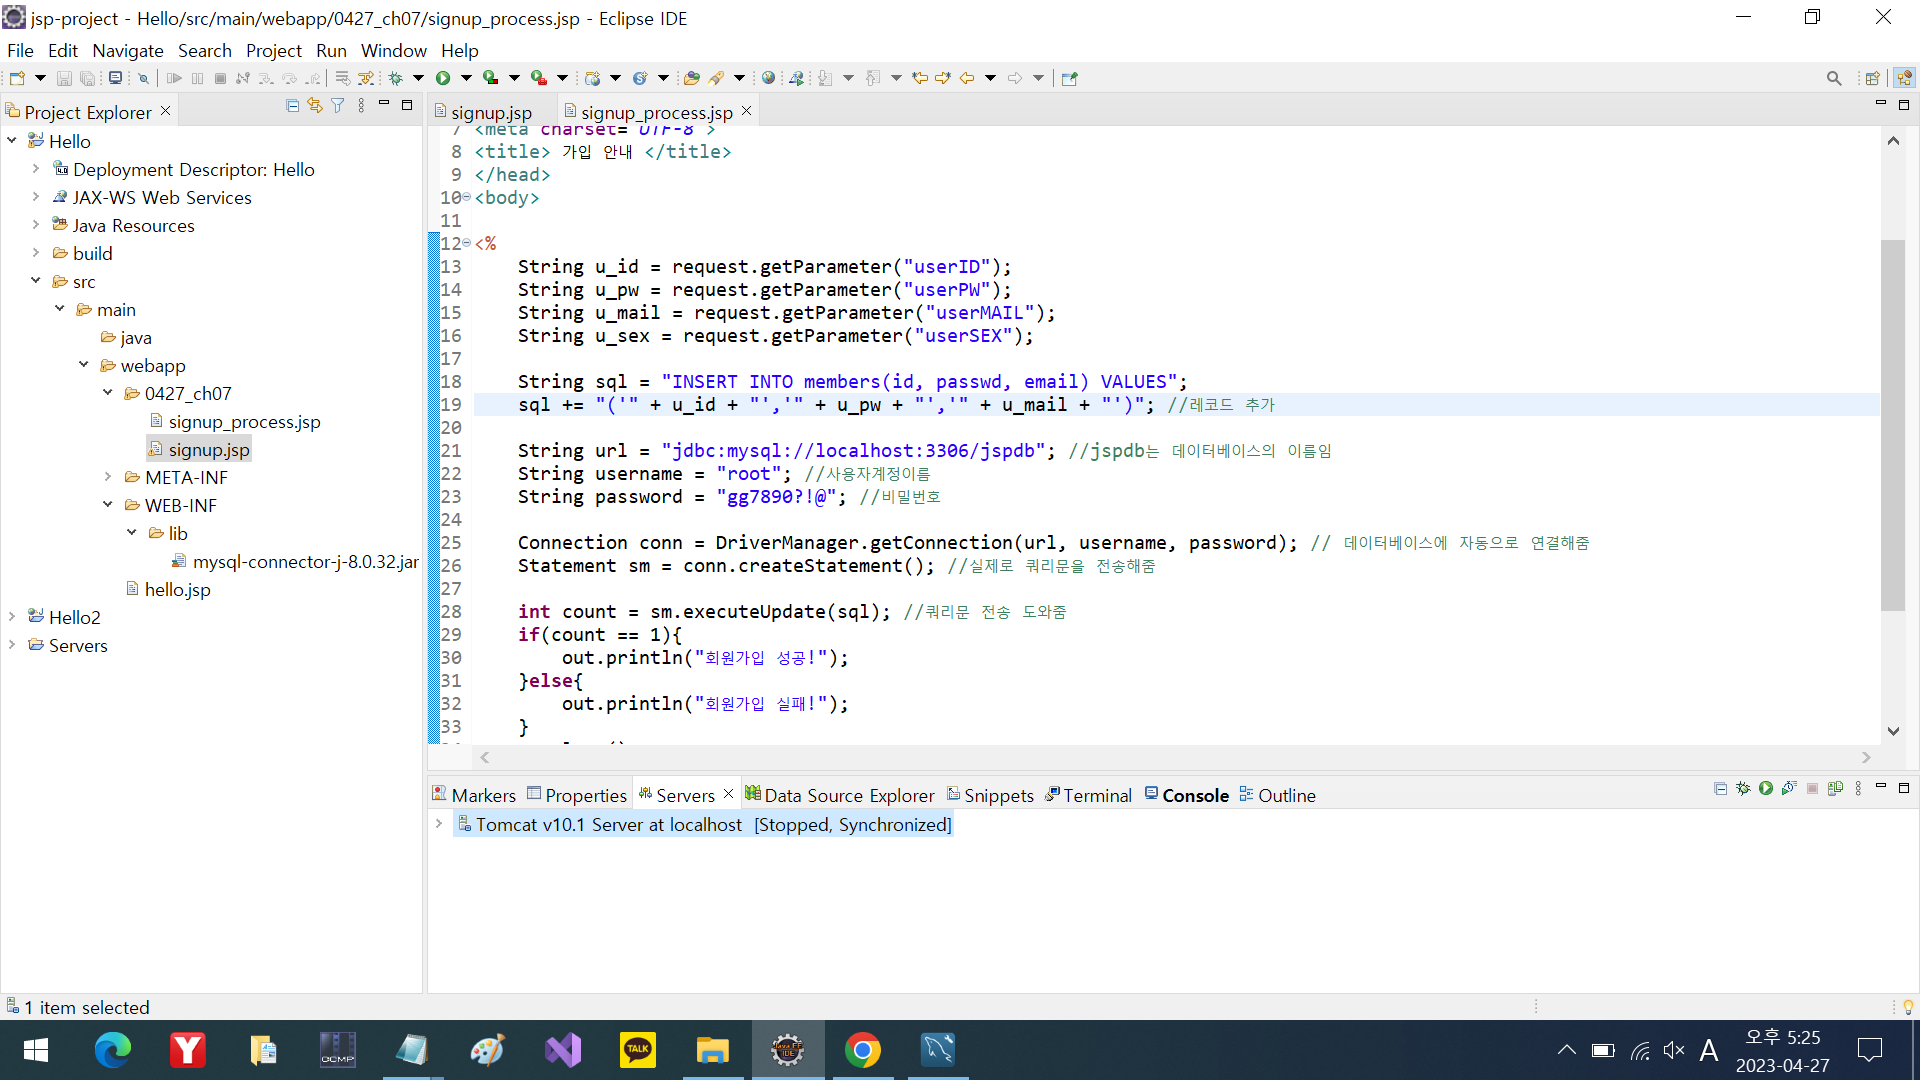 jsp-project - Hello/src/main/webapp/0427_ch07/signup_process.jsp - Eclipse IDE
File Edit Navigate Search Project Run Window Help
Project Explorer
Hello
Deployment Descriptor: Hello
JAX-WS Web Services
Java Resources
build
src
main
java
webapp
0427_ch07
signup_process.jsp
signup.jsp
META-INF
WEB-INF
lib
mysql-connector-j-8.0.32.jar
hello.jsp
Hello2
Servers
signup.jsp signup_process.jsp
7 <meta charset="UTF-8">
8 <title> 가입 안내 </title>
9 </head>
10 <body>
11
12 <%
13 String u_id = request.getParameter("userID");
14 String u_pw = request.getParameter("userPW");
15 String u_mail = request.getParameter("userMAIL");
16 String u_sex = request.getParameter("userSEX");
17
18 String sql = "INSERT INTO members(id, passwd, email) VALUES";
19 sql += "('" + u_id + "','" + u_pw + "','" + u_mail + "')"; //레코드 추가
20
21 String url = "jdbc:mysql://localhost:3306/jspdb"; //jspdb는 데이터베이스의 이름임
22 String username = "root"; //사용자계정이름
23 String password = "gg7890?!@"; //비밀번호
24
25 Connection conn = DriverManager.getConnection(url, username, password); // 데이터베이스에 자동으로 연결해줌
26 Statement sm = conn.createStatement(); //실제로 쿼리문을 전송해줌
27
28 int count = sm.executeUpdate(sql); //쿼리문 전송 도와줌
29 if(count == 1){
30 out.println("회원가입 성공!");
31 }else{
32 out.println("회원가입 실패!");
33 }
Markers Properties Servers Data Source Explorer Snippets Terminal Console Outline
Tomcat v10.1 Server at localhost [Stopped, Synchronized]
1 item selected
OCMP
TALK
Java EE
IDE
A
오후 5:25
2023-04-27